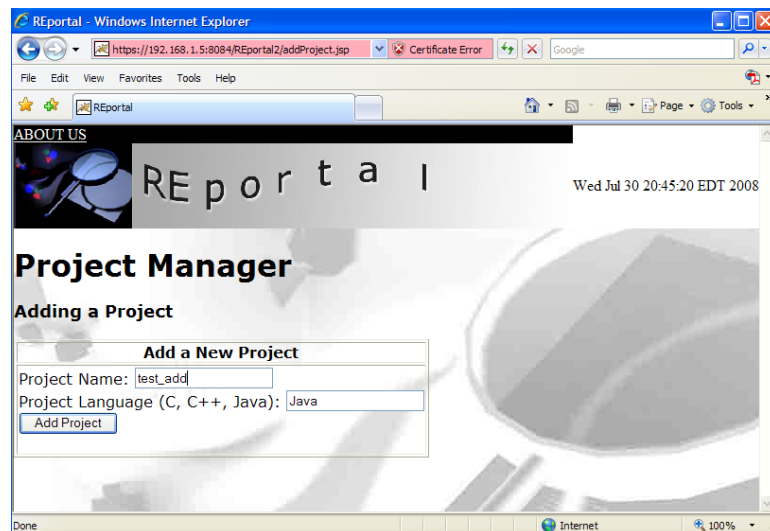 REportal - Windows Internet Explorer
https://192.168.1.5:8084/REportal2/addProject.jsp Certificate Error Google
File Edit View Favorites Tools Help
REportal Page Tools
ABOUT US
REportal
Wed Jul 30 20:45:20 EDT 2008
Project Manager
Adding a Project
Add a New Project
Project Name: test_add
Project Language (C, C++, Java): Java
Add Project
Done Internet 100%